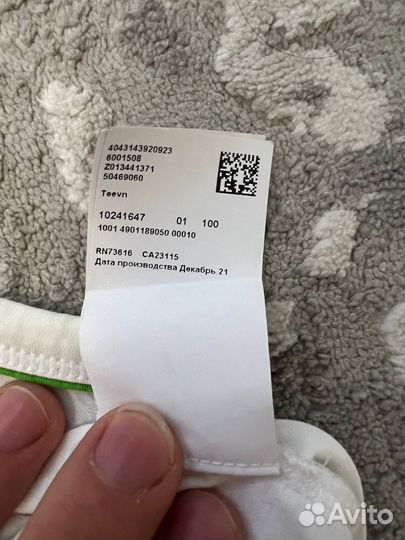 4043143920923
6001508
Z013441371
50469060
Teevn
10241647 01 100
1001 4901189050 00010
RN73616 CA23115
Дата производства Декабрь 21
Avito